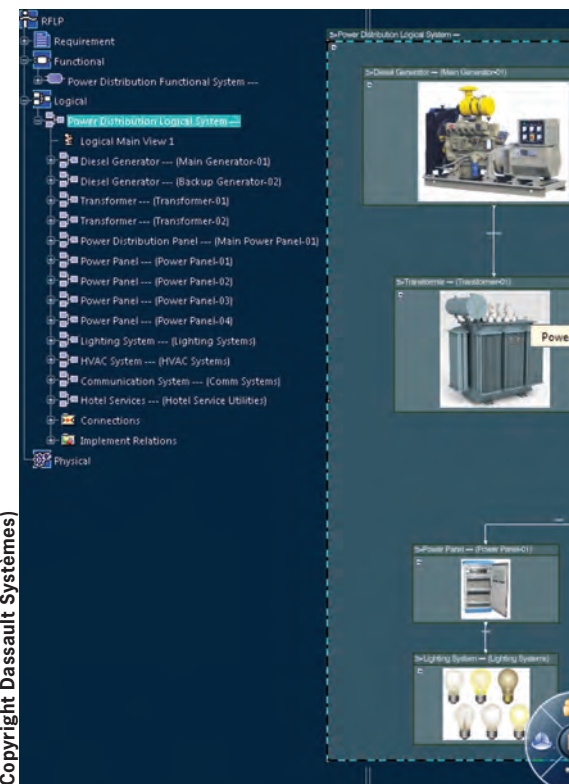 RFLP
Requirement
Functional
Power Distribution Functional System ---
Logical
Power Distribution Logical System ---
Logical Main View 1
Diesel Generator --- (Main Generator-01)
Diesel Generator --- (Backup Generator-02)
Transformer --- (Transformer-01)
Transformer --- (Transformer-02)
Power Distribution Panel --- (Main Power Panel-01)
Power Panel --- (Power Panel-01)
Power Panel --- (Power Panel-02)
Power Panel --- (Power Panel-03)
Power Panel --- (Power Panel-04)
Lighting System --- (Lighting Systems)
HVAC System --- (HVAC Systems)
Communication System --- (Comm Systems)
Hotel Services --- (Hotel Service Utilities)
Connections
Implement Relations
Physical
Power Distribution Logical System ---
Diesel Generator --- (Main Generator-01)
Transformer --- (Transformer-01)
Powe
Power Panel --- (Power Panel-01)
Lighting System --- (Lighting Systems)
Copyright Dassault Systèmes)